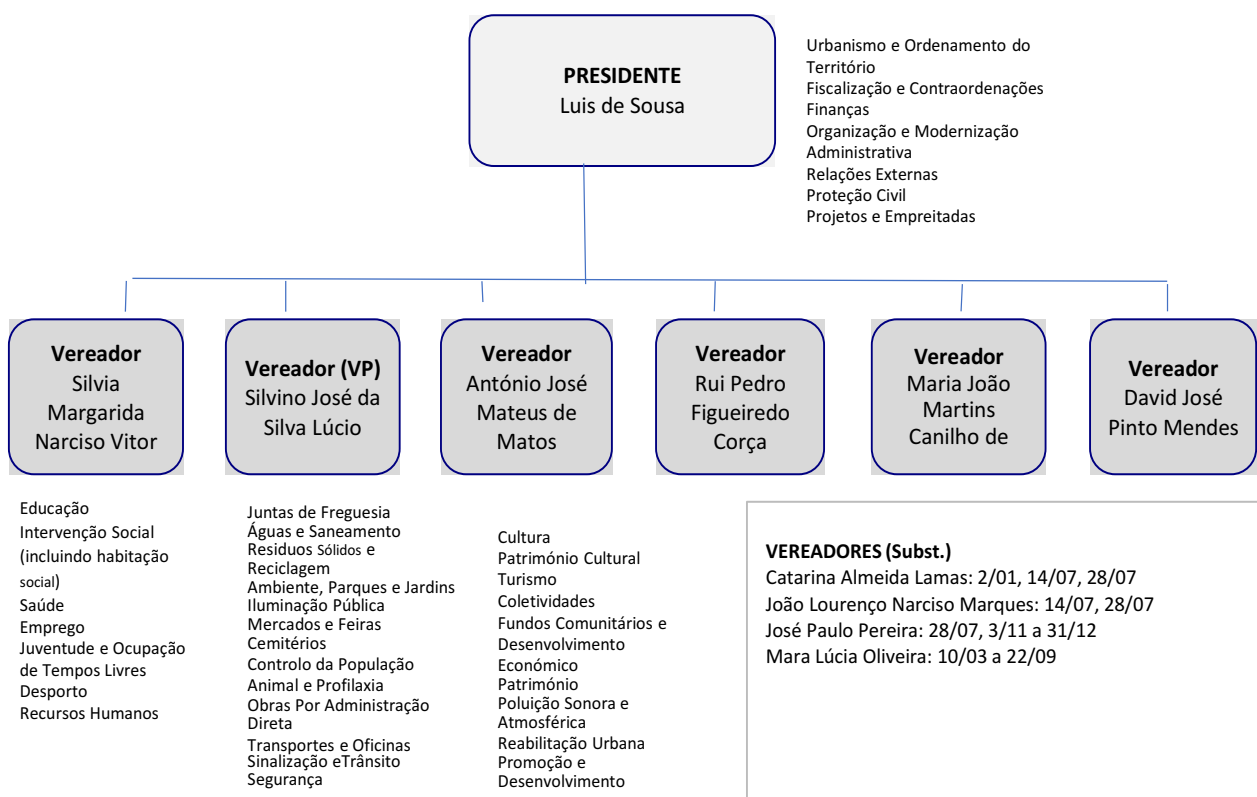 PRESIDENTE
Luis de Sousa
Urbanismo e Ordenamento do
Território
Fiscalização e Contraordenações
Finanças
Organização e Modernização
Administrativa
Relações Externas
Proteção Civil
Projetos e Empreitadas
Vereador
Silvia
Margarida
Narciso Vitor
Vereador (VP)
Silvino José da
Silva Lúcio
Vereador
António José
Mateus de
Matos
Vereador
Rui Pedro
Figueiredo
Corça
Vereador
Maria João
Martins
Canilho de
Vereador
David José
Pinto Mendes
Educação
Intervenção Social
(incluindo habitação
social)
Saúde
Emprego
Juventude e Ocupação
de Tempos Livres
Desporto
Recursos Humanos
Juntas de Freguesia
Águas e Saneamento
Residuos Sólidos e
Reciclagem
Ambiente, Parques e Jardins
Iluminação Pública
Mercados e Feiras
Cemitérios
Controlo da População
Animal e Profilaxia
Obras Por Administração
Direta
Transportes e Oficinas
Sinalização eTrânsito
Segurança
Cultura
Património Cultural
Turismo
Coletividades
Fundos Comunitários e
Desenvolvimento
Económico
Património
Poluição Sonora e
Atmosférica
Reabilitação Urbana
Promoção e
Desenvolvimento
VEREADORES (Subst.)
Catarina Almeida Lamas: 2/01, 14/07, 28/07
João Lourenço Narciso Marques: 14/07, 28/07
José Paulo Pereira: 28/07, 3/11 a 31/12
Mara Lúcia Oliveira: 10/03 a 22/09